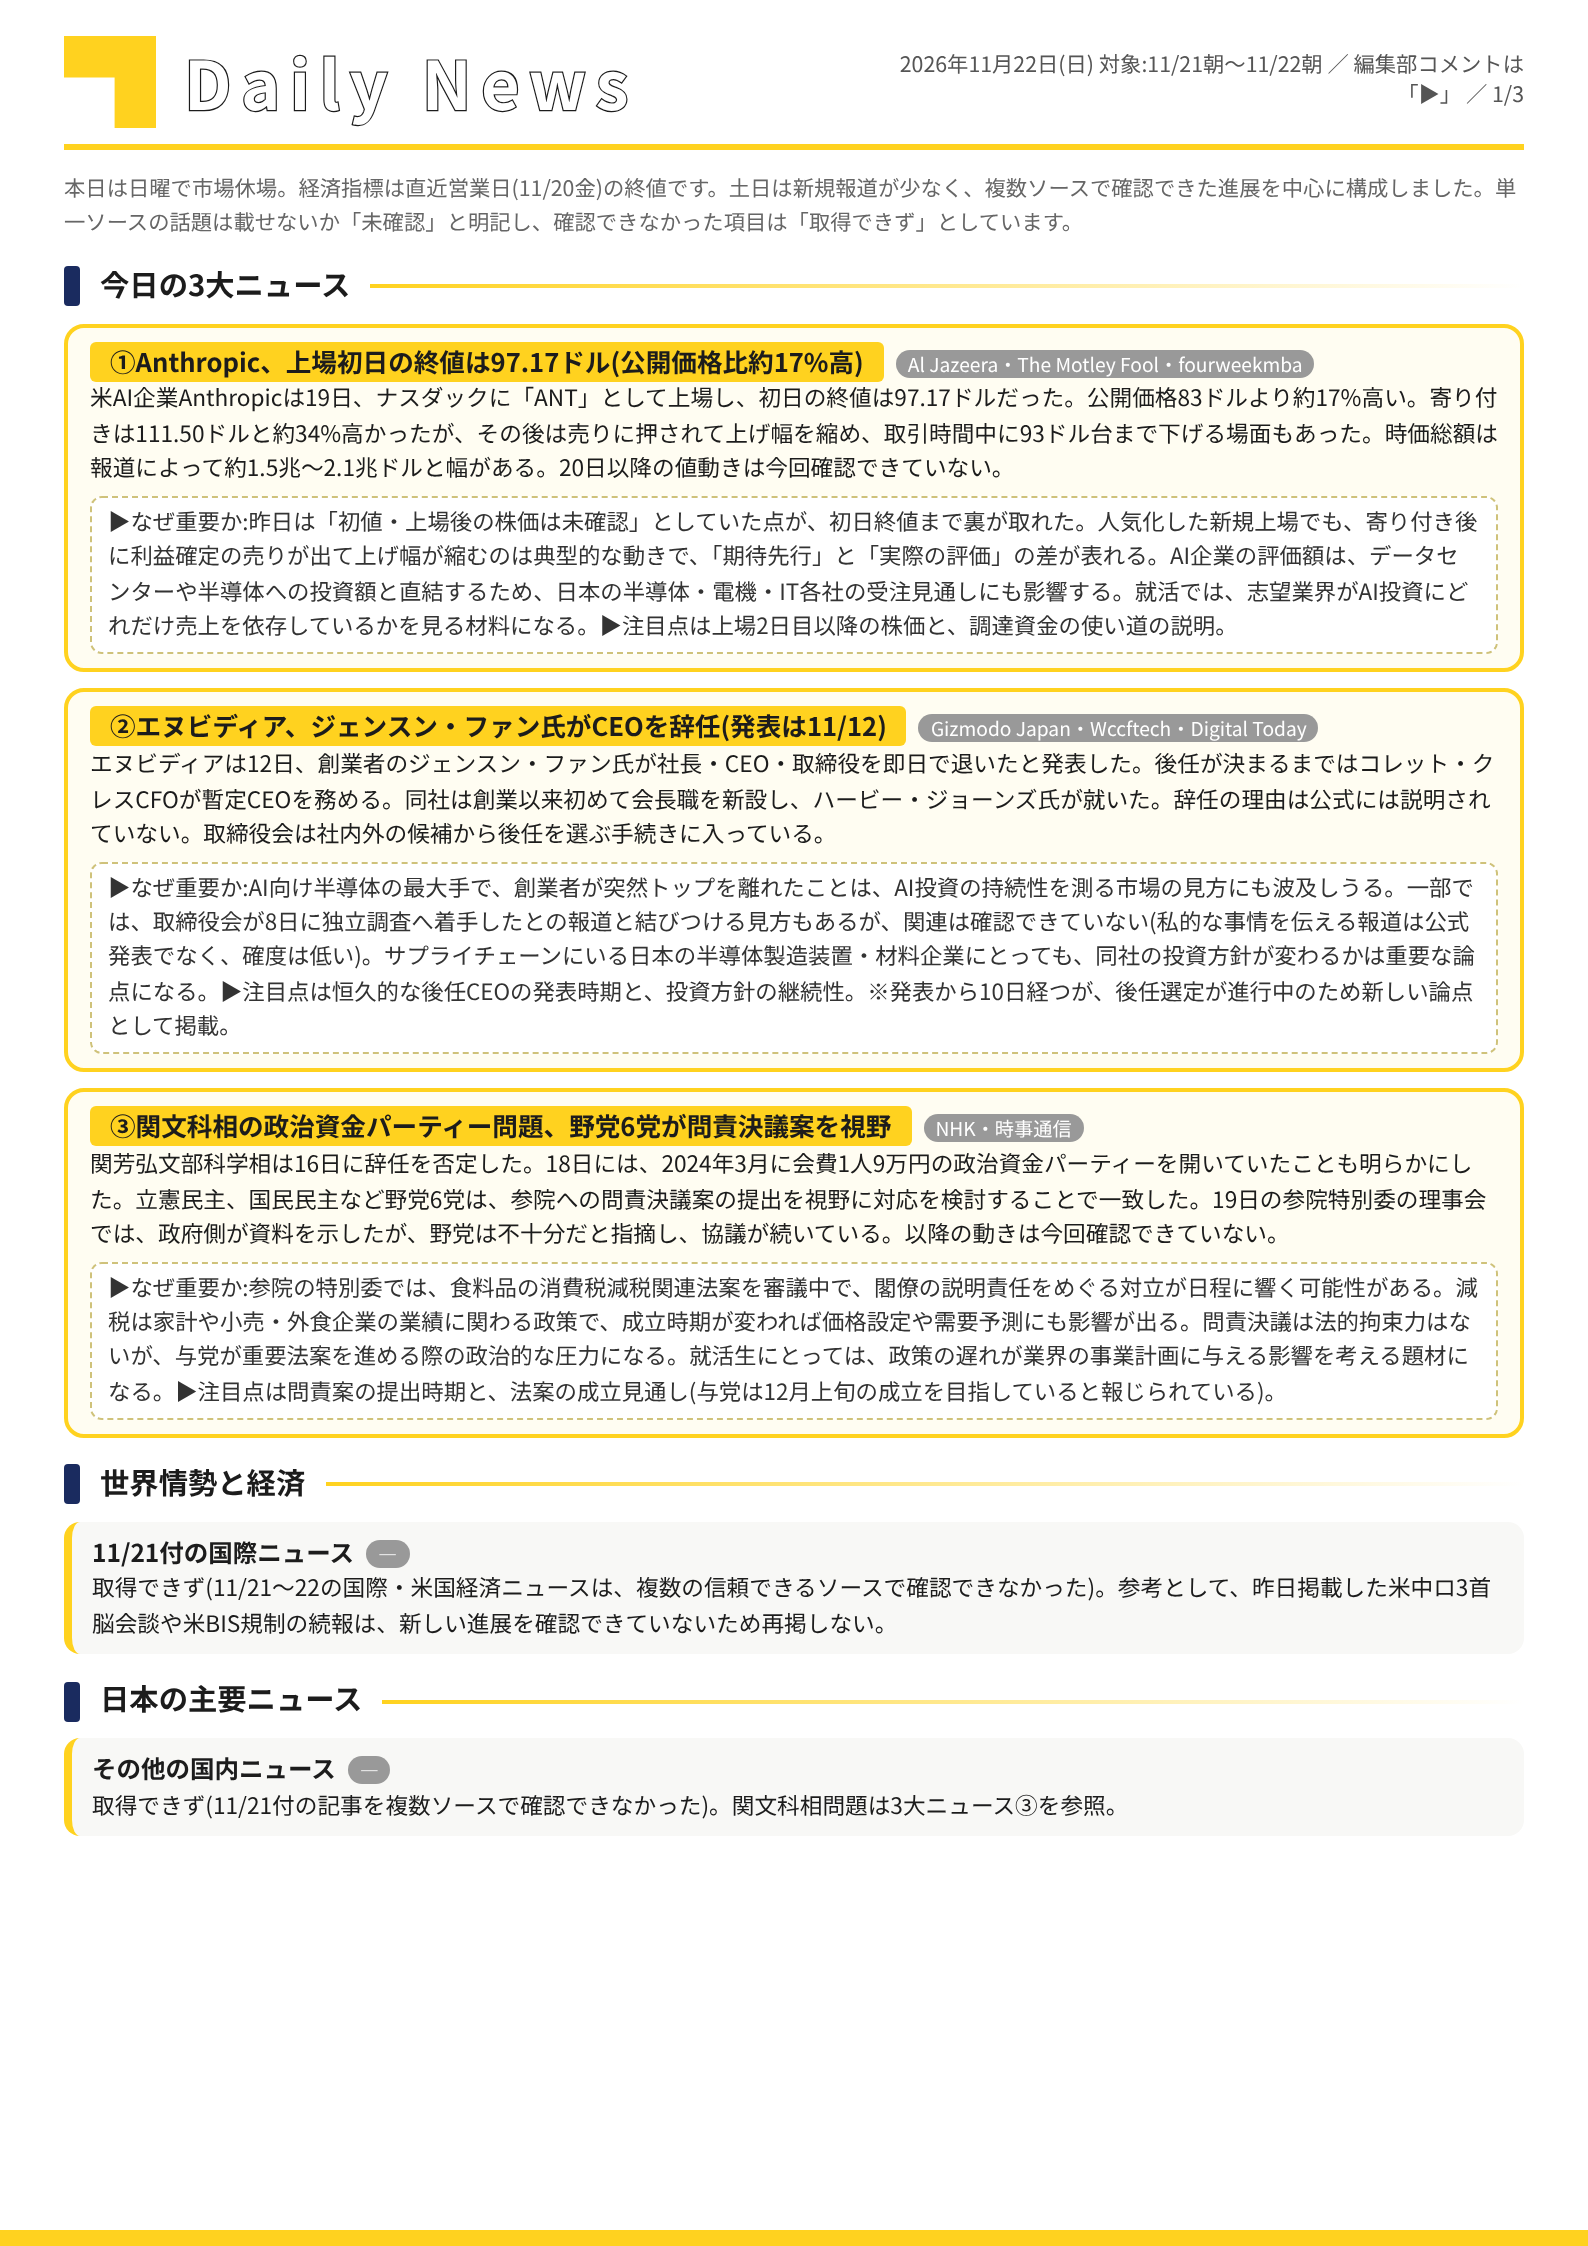 Daily News
2026年11月22日(日) 対象:11/21朝〜11/22朝 ／ 編集部コメントは
「▶」 ／ 1/3
本日は日曜で市場休場。経済指標は直近営業日(11/20金)の終値です。土日は新規報道が少なく、複数ソースで確認できた進展を中心に構成しました。単
一ソースの話題は載せないか「未確認」と明記し、確認できなかった項目は「取得できず」としています。
今日の3大ニュース
①Anthropic、上場初日の終値は97.17ドル(公開価格比約17%高) Al Jazeera・The Motley Fool・fourweekmba
米AI企業Anthropicは19日、ナスダックに「ANT」として上場し、初日の終値は97.17ドルだった。公開価格83ドルより約17%高い。寄り付
きは111.50ドルと約34%高かったが、その後は売りに押されて上げ幅を縮め、取引時間中に93ドル台まで下げる場面もあった。時価総額は
報道によって約1.5兆〜2.1兆ドルと幅がある。20日以降の値動きは今回確認できていない。
▶なぜ重要か:昨日は「初値・上場後の株価は未確認」としていた点が、初日終値まで裏が取れた。人気化した新規上場でも、寄り付き後
に利益確定の売りが出て上げ幅が縮むのは典型的な動きで、「期待先行」と「実際の評価」の差が表れる。AI企業の評価額は、データセ
ンターや半導体への投資額と直結するため、日本の半導体・電機・IT各社の受注見通しにも影響する。就活では、志望業界がAI投資にど
れだけ売上を依存しているかを見る材料になる。▶注目点は上場2日目以降の株価と、調達資金の使い道の説明。
②エヌビディア、ジェンスン・ファン氏がCEOを辞任(発表は11/12) Gizmodo Japan・Wccftech・Digital Today
エヌビディアは12日、創業者のジェンスン・ファン氏が社長・CEO・取締役を即日で退いたと発表した。後任が決まるまではコレット・ク
レスCFOが暫定CEOを務める。同社は創業以来初めて会長職を新設し、ハービー・ジョーンズ氏が就いた。辞任の理由は公式には説明され
ていない。取締役会は社内外の候補から後任を選ぶ手続きに入っている。
▶なぜ重要か:AI向け半導体の最大手で、創業者が突然トップを離れたことは、AI投資の持続性を測る市場の見方にも波及しうる。一部で
は、取締役会が8日に独立調査へ着手したとの報道と結びつける見方もあるが、関連は確認できていない(私的な事情を伝える報道は公式
発表でなく、確度は低い)。サプライチェーンにいる日本の半導体製造装置・材料企業にとっても、同社の投資方針が変わるかは重要な論
点になる。▶注目点は恒久的な後任CEOの発表時期と、投資方針の継続性。※発表から10日経つが、後任選定が進行中のため新しい論点
として掲載。
③関文科相の政治資金パーティー問題、野党6党が問責決議案を視野 NHK・時事通信
関芳弘文部科学相は16日に辞任を否定した。18日には、2024年3月に会費1人9万円の政治資金パーティーを開いていたことも明らかにし
た。立憲民主、国民民主など野党6党は、参院への問責決議案の提出を視野に対応を検討することで一致した。19日の参院特別委の理事会
では、政府側が資料を示したが、野党は不十分だと指摘し、協議が続いている。以降の動きは今回確認できていない。
▶なぜ重要か:参院の特別委では、食料品の消費税減税関連法案を審議中で、閣僚の説明責任をめぐる対立が日程に響く可能性がある。減
税は家計や小売・外食企業の業績に関わる政策で、成立時期が変われば価格設定や需要予測にも影響が出る。問責決議は法的拘束力はな
いが、与党が重要法案を進める際の政治的な圧力になる。就活生にとっては、政策の遅れが業界の事業計画に与える影響を考える題材に
なる。▶注目点は問責案の提出時期と、法案の成立見通し(与党は12月上旬の成立を目指していると報じられている)。
世界情勢と経済
11/21付の国際ニュース —
取得できず(11/21〜22の国際・米国経済ニュースは、複数の信頼できるソースで確認できなかった)。参考として、昨日掲載した米中ロ3首
脳会談や米BIS規制の続報は、新しい進展を確認できていないため再掲しない。
日本の主要ニュース
その他の国内ニュース —
取得できず(11/21付の記事を複数ソースで確認できなかった)。関文科相問題は3大ニュース③を参照。